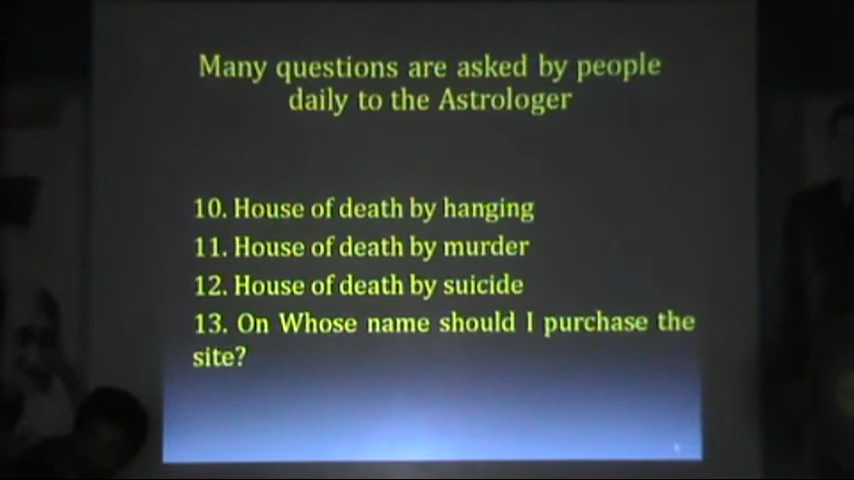 Many questions are asked by people
daily to the Astrologer
10. House of death by hanging
11. House of death by murder
12. House of death by suicide
13. On Whose name should I purchase the
site?